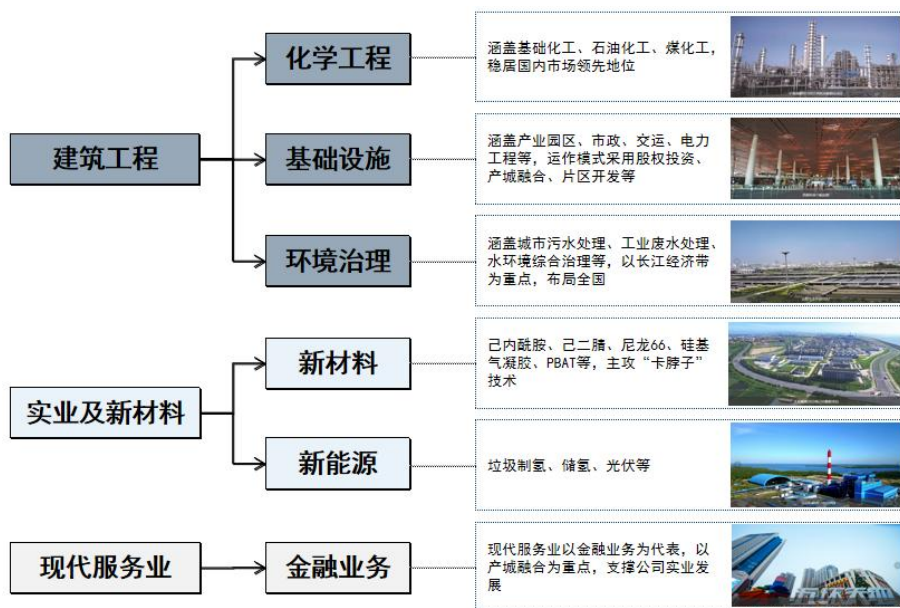 化学工程
涵盖基础化工、石油化工、煤化工，
稳居国内市场领先地位
建筑工程
基础设施
涵盖产业园区、市政、交运、电力
工程等，运作模式采用股权投资、
产城融合、片区开发等
环境治理
涵盖城市污水处理、工业废水处理、
水环境综合治理等，以长江经济带
为重点，布局全国
新材料
己内酰胺、己二腈、尼龙66、硅基
气凝胶、PBAT等，主攻“卡脖子”
技术
实业及新材料
新能源
垃圾制氢、储氢、光伏等
现代服务业
金融业务
现代服务业以金融业务为代表，以
产城融合为重点，支撑公司实业发
展